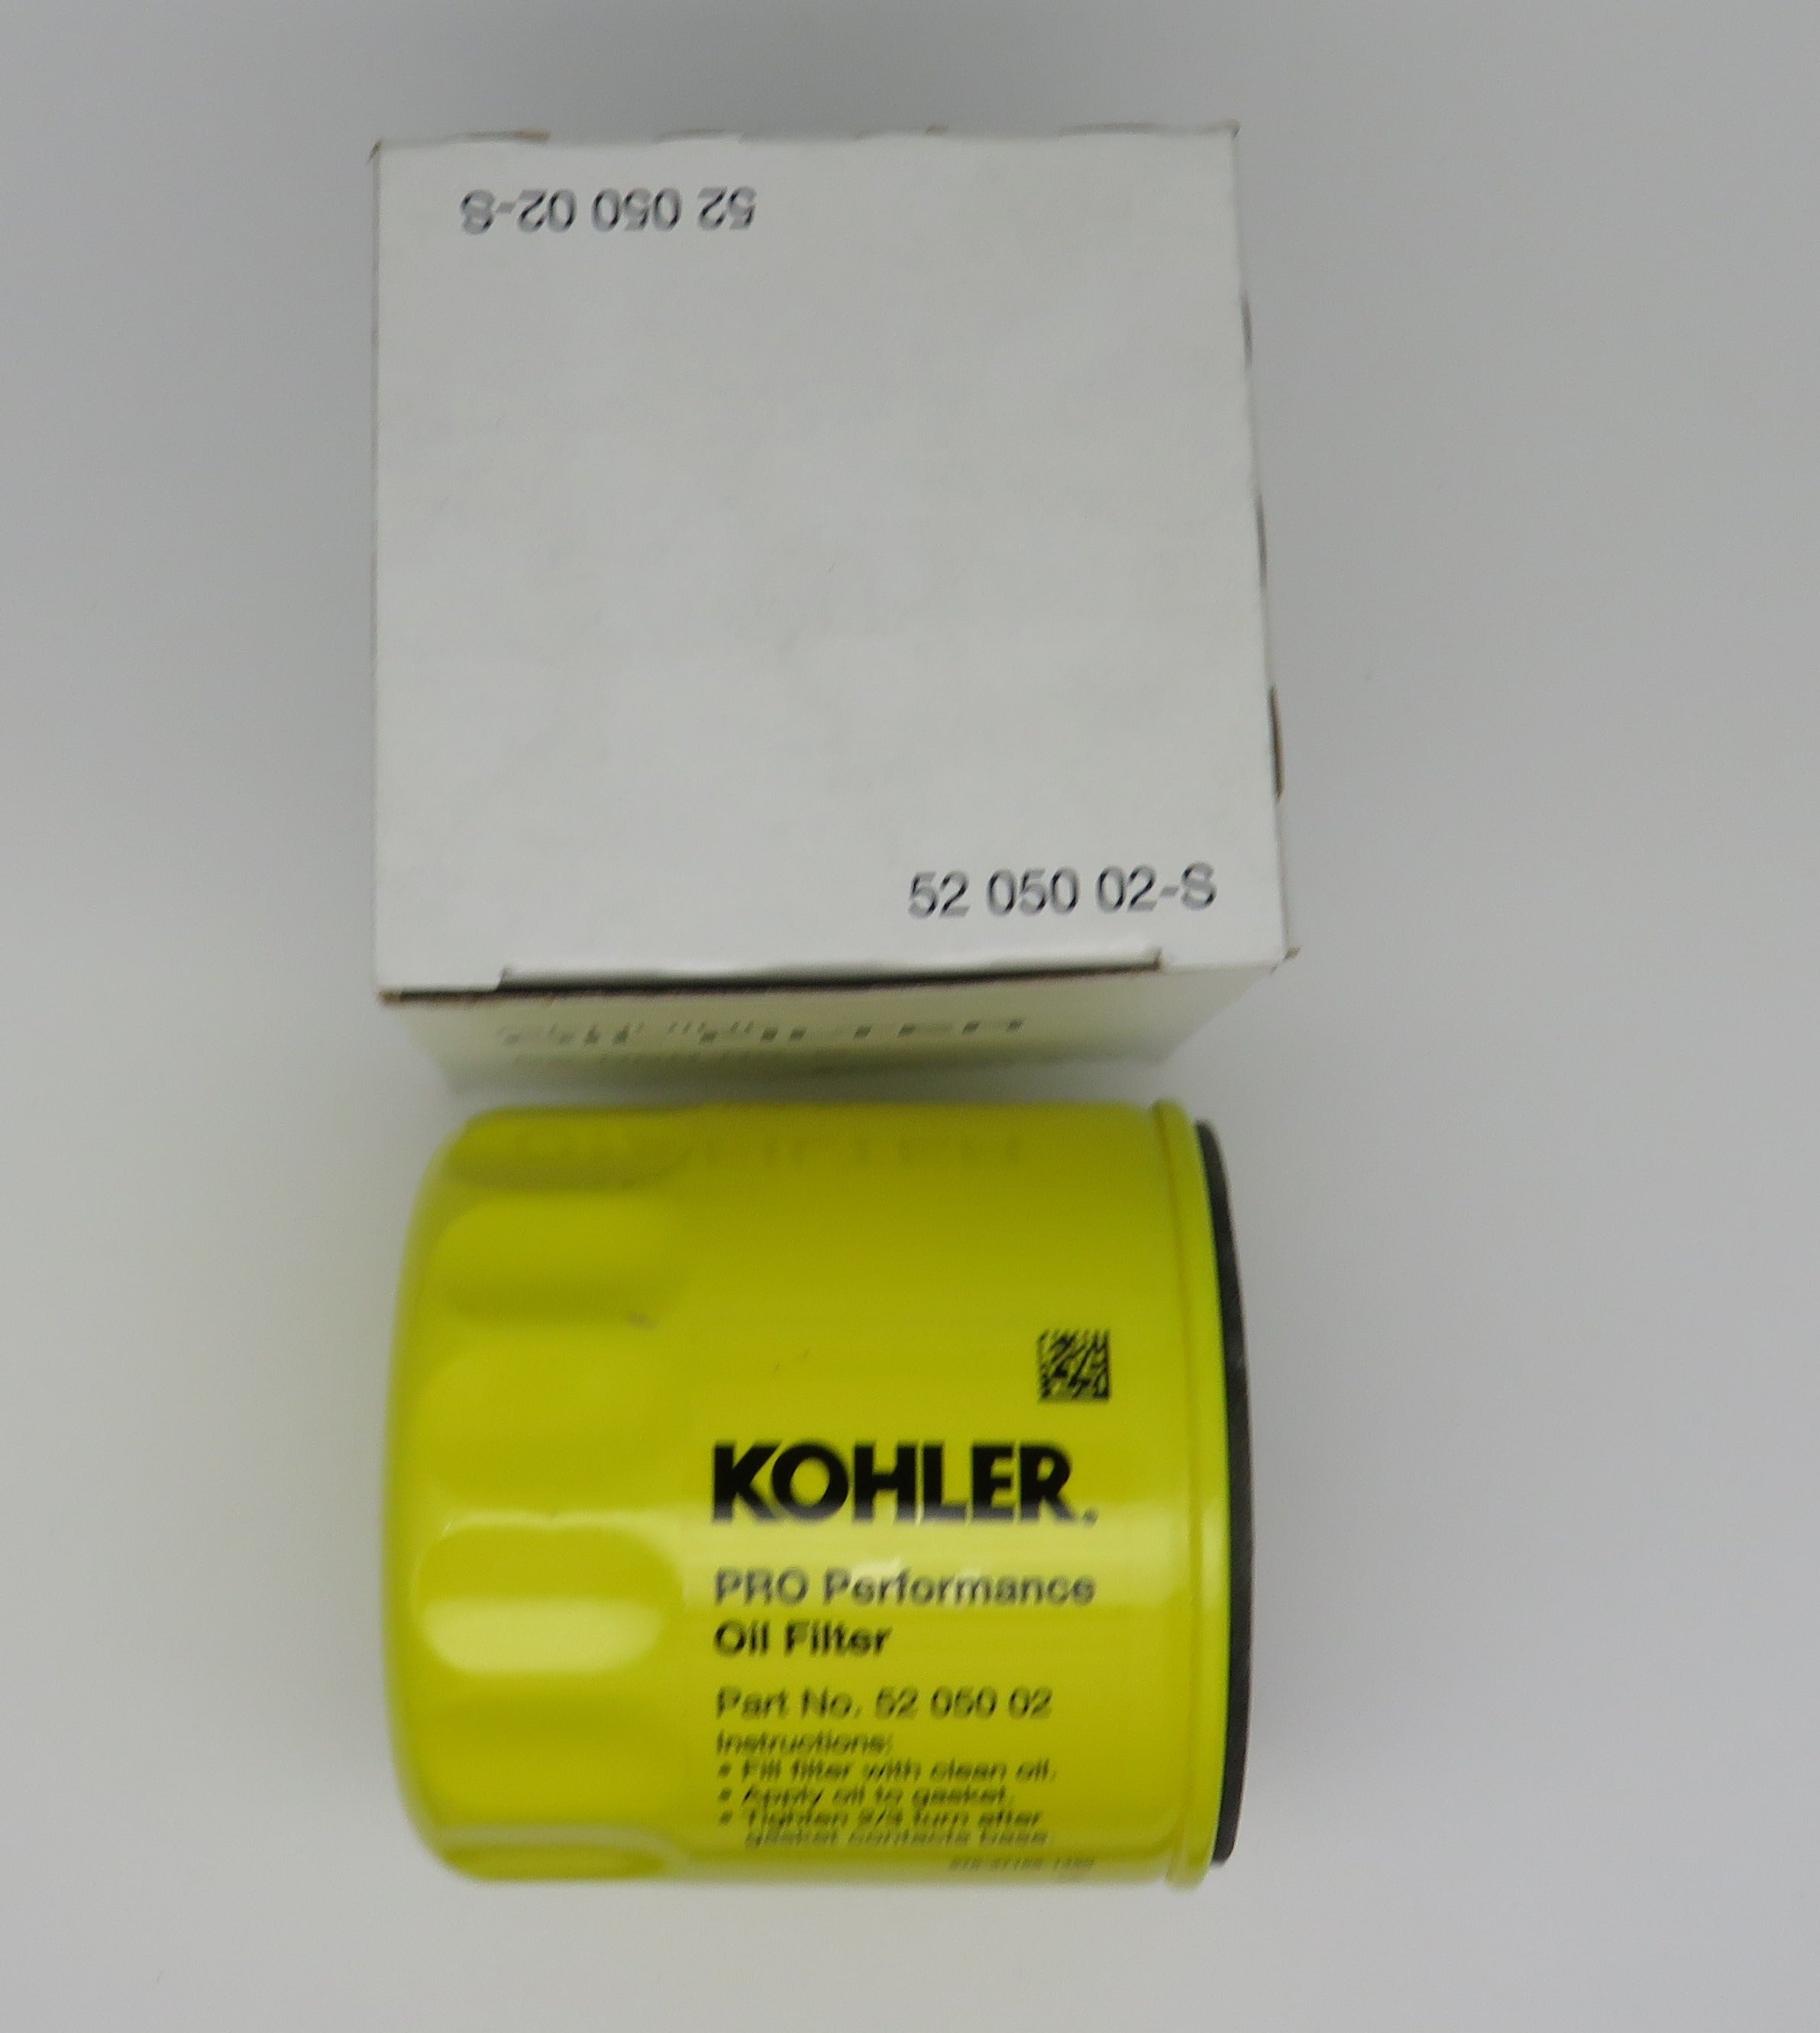 52 050 02-S
52 050 02-S
KOHLER®
PRO Performance
Oil Filter
Part No. 52 050 02
Instructions:
• Fill filter with clean oil.
• Apply oil to gasket.
• Tighten 2/3 turn after
gasket contacts base.